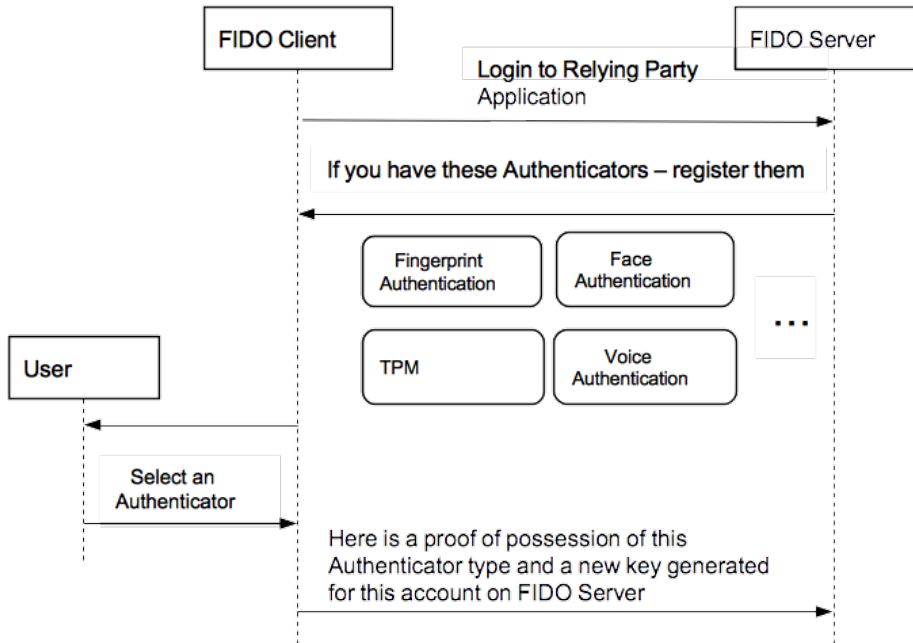 FIDO Client
FIDO Server
Login to Relying Party
Application
If you have these Authenticators – register them
Fingerprint
Authentication
Face
Authentication
...
TPM
Voice
Authentication
User
Select an
Authenticator
Here is a proof of possession of this
Authenticator type and a new key generated
for this account on FIDO Server